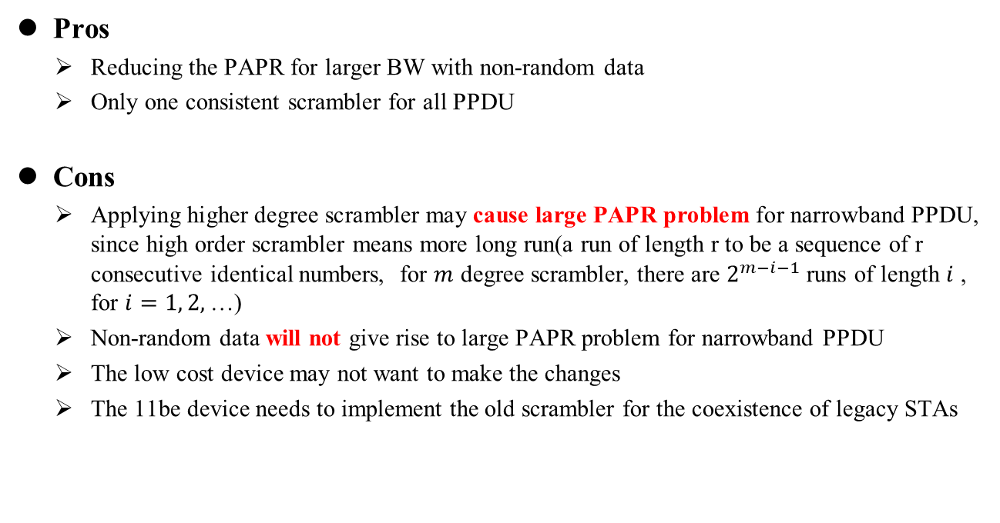 ● Pros
➢ Reducing the PAPR for larger BW with non-random data
➢ Only one consistent scrambler for all PPDU
● Cons
➢ Applying higher degree scrambler may cause large PAPR problem for narrowband PPDU,
since high order scrambler means more long run(a run of length r to be a sequence of r
consecutive identical numbers, for 𝑚 degree scrambler, there are 2^{𝑚−𝑖−1} runs of length 𝑖 ,
for 𝑖 = 1, 2, …)
➢ Non-random data will not give rise to large PAPR problem for narrowband PPDU
➢ The low cost device may not want to make the changes
➢ The 11be device needs to implement the old scrambler for the coexistence of legacy STAs